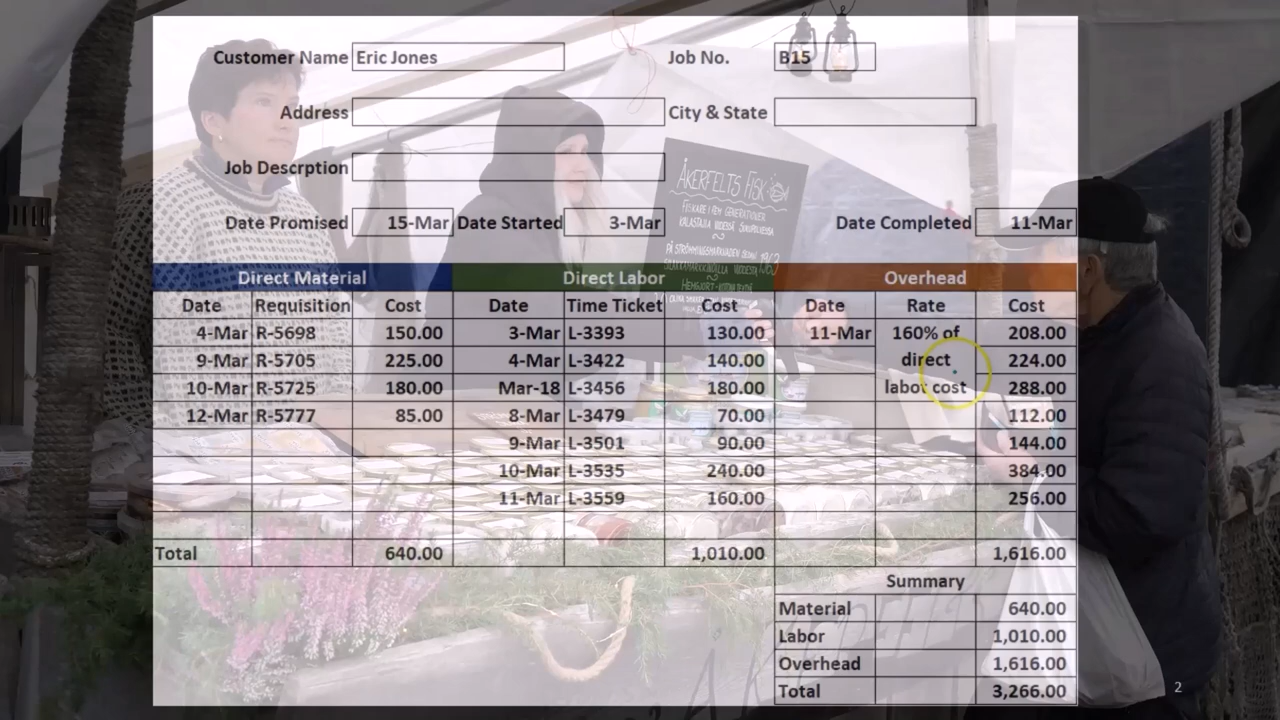 Customer Name Eric Jones Job No. B15
Address City & State
Job Descrption
Date Promised 15-Mar Date Started 3-Mar Date Completed 11-Mar
Direct Material Direct Labor Overhead
Date Requisition Cost Date Time Ticket Cost Date Rate Cost
4-Mar R-5698 150.00 3-Mar L-3393 130.00 11-Mar 160% of 208.00
9-Mar R-5705 225.00 4-Mar L-3422 140.00 direct 224.00
10-Mar R-5725 180.00 Mar-18 L-3456 180.00 labor cost 288.00
12-Mar R-5777 85.00 8-Mar L-3479 70.00 112.00
9-Mar L-3501 90.00 144.00
10-Mar L-3535 240.00 384.00
11-Mar L-3559 160.00 256.00
Total 640.00 1,010.00 1,616.00
Summary
Material 640.00
Labor 1,010.00
Overhead 1,616.00
Total 3,266.00
ÅKERFELTS FISK
FISKARE I FEM GENERATIONER
2